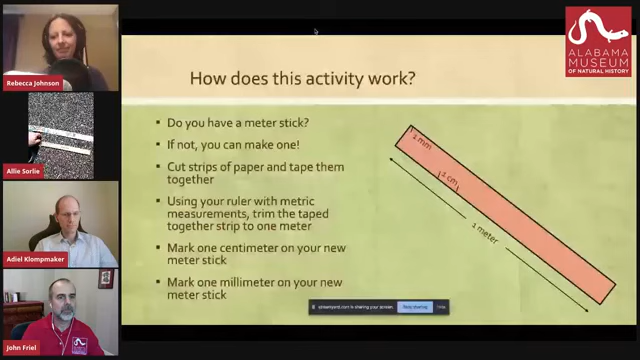 Rebecca Johnson
Allie Sorlie
Adiel Klompmaker
John Friel
How does this activity work?
Do you have a meter stick?
If not, you can make one!
Cut strips of paper and tape them
together
Using your ruler with metric
measurements, trim the taped
together strip to one meter
Mark one centimeter on your new
meter stick
Mark one millimeter on your new
meter stick
1 mm
1 cm
1 meter
streamyard.com is sharing your screen.
Stop sharing
Hide
ALABAMA
MUSEUM
OF NATURAL HISTORY